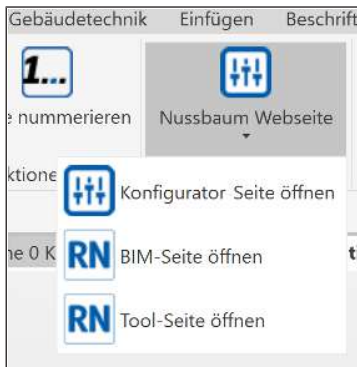 Gebäudetechnik Einfügen Beschrift
1...
e nummerieren Nussbaum Webseite
ktione
Konfigurator Seite öffnen
ne 0 K
RN BIM-Seite öffnen
RN Tool-Seite öffnen